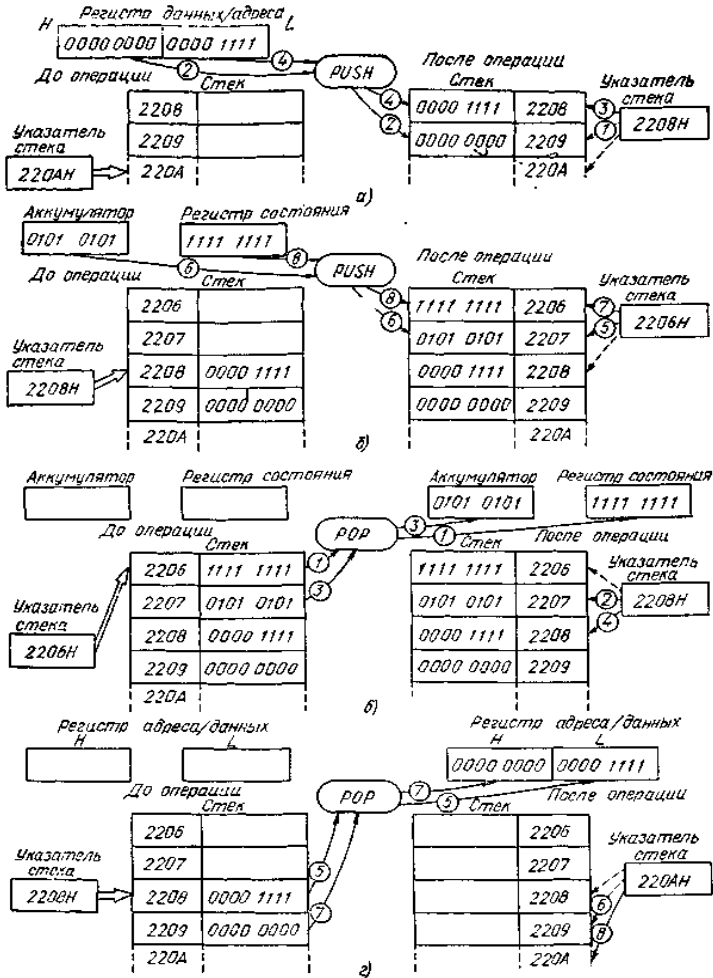 Регистр данных/адреса
H L
0000 0000 0000 1111
④
②
PUSH
До операции
Стек
2208
2209
220A
Указатель
стека
220AH
После операции
Стек
④ 0000 1111 2208 ③
② 0000 0000 2209 ①
220A
Указатель
стека
2208H
а)
Аккумулятор Регистр состояния
0101 0101 1111 1111
⑧
⑥
PUSH
До операции
Стек
2206
2207
2208 0000 1111
2209 0000 0000
220A
Указатель
стека
2208H
После операции
Стек
⑧ 1111 1111 2206 ⑦
⑥ 0101 0101 2207 ⑤
0000 1111 2208
0000 0000 2209
220A
Указатель
стека
2206H
б)
Аккумулятор Регистр состояния
До операции
Стек
2206 1111 1111 ①
2207 0101 0101 ③
2208 0000 1111
2209 0000 0000
220A
Указатель
стека
2206H
POP
③
①
Аккумулятор Регистр состояния
0101 0101 1111 1111
Стек После операции
1111 1111 2206
0101 0101 2207 ②
0000 1111 2208 ④
0000 0000 2209
Указатель
стека
2208H
б)
Регистр адреса/данных
H L
До операции
Стек
2206
2207
2208 0000 1111 ⑤
2209 0000 0000 ⑦
220A
Указатель
стека
2208H
POP
⑦
⑤
Регистр адреса/данных
H L
0000 0000 0000 1111
Стек После операции
2206
2207
2208
2209
220A
⑥
⑧
Указатель
стека
220AH
г)